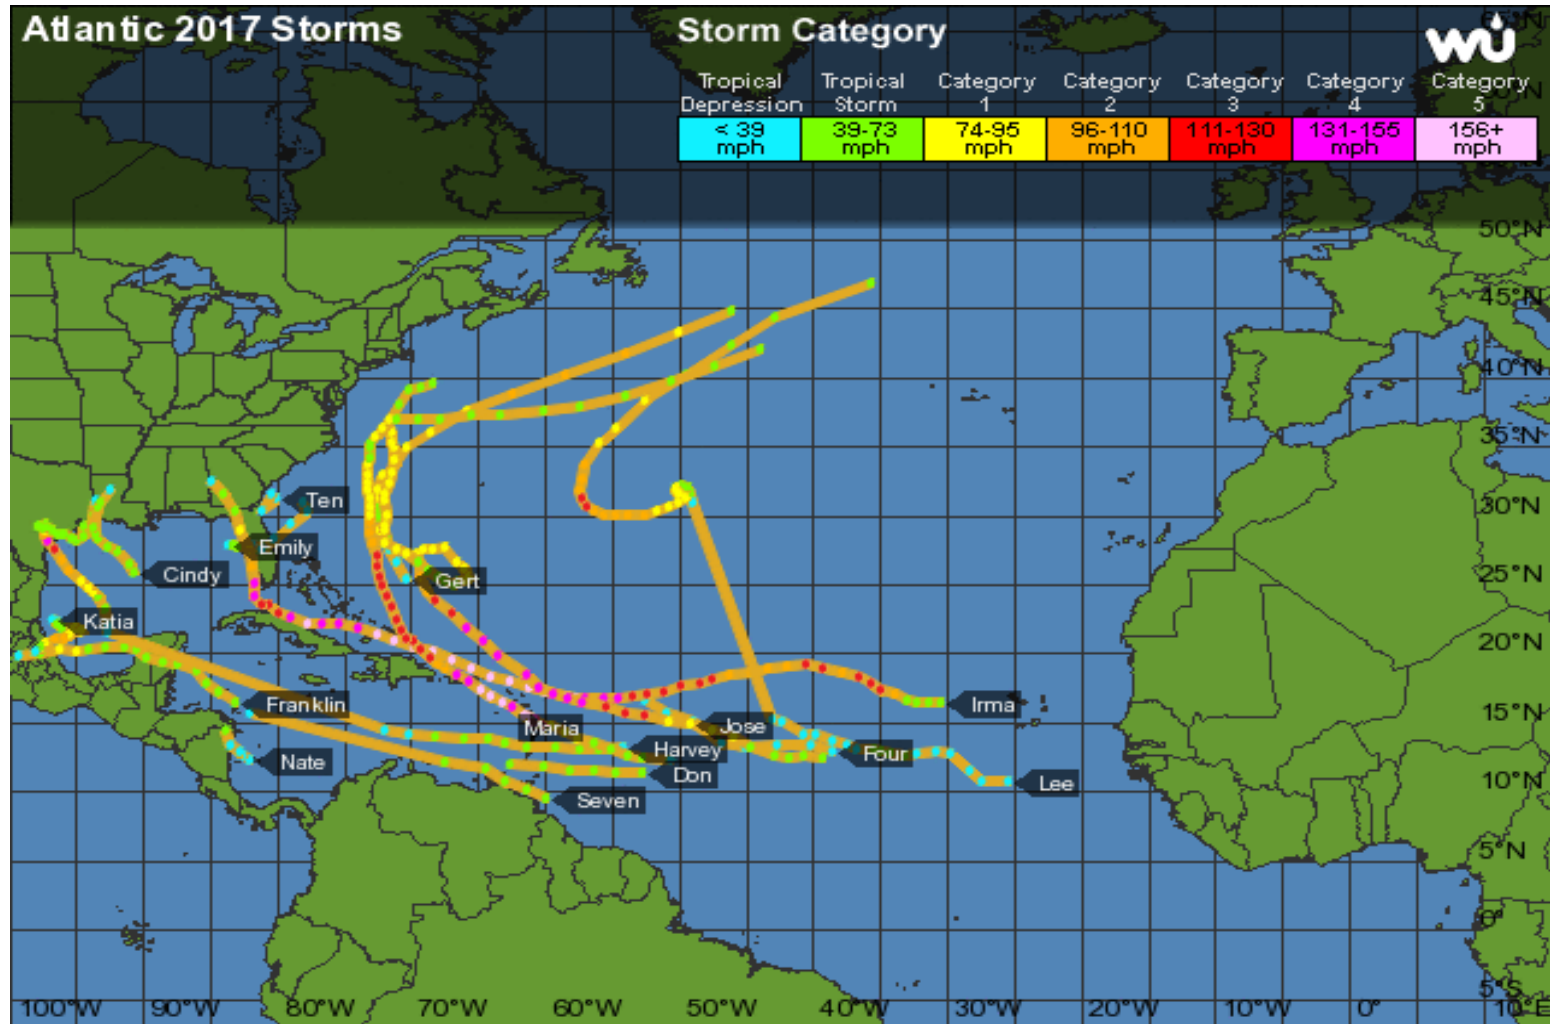 Atlantic 2017 Storms
Storm Category
wu
Tropical Depression
Tropical Storm
Category 1
Category 2
Category 3
Category 4
Category 5
< 39 mph
39-73 mph
74-95 mph
96-110 mph
111-130 mph
131-155 mph
156+ mph
50°N
45°N
40°N
35°N
30°N
25°N
20°N
15°N
10°N
5°N
0°
5°S
Ten
Emily
Cindy
Gert
Katia
Franklin
Irma
Maria
Jose
Harvey
Four
Nate
Don
Lee
Seven
100°W
90°W
80°W
70°W
60°W
50°W
40°W
30°W
20°W
10°W
0°
10°E